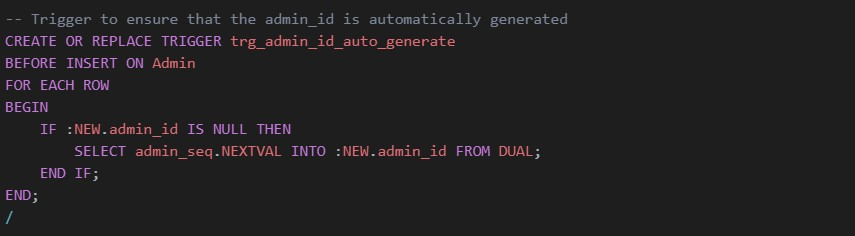 -- Trigger to ensure that the admin_id is automatically generated
CREATE OR REPLACE TRIGGER trg_admin_id_auto_generate
BEFORE INSERT ON Admin
FOR EACH ROW
BEGIN
    IF :NEW.admin_id IS NULL THEN
        SELECT admin_seq.NEXTVAL INTO :NEW.admin_id FROM DUAL;
    END IF;
END;
/